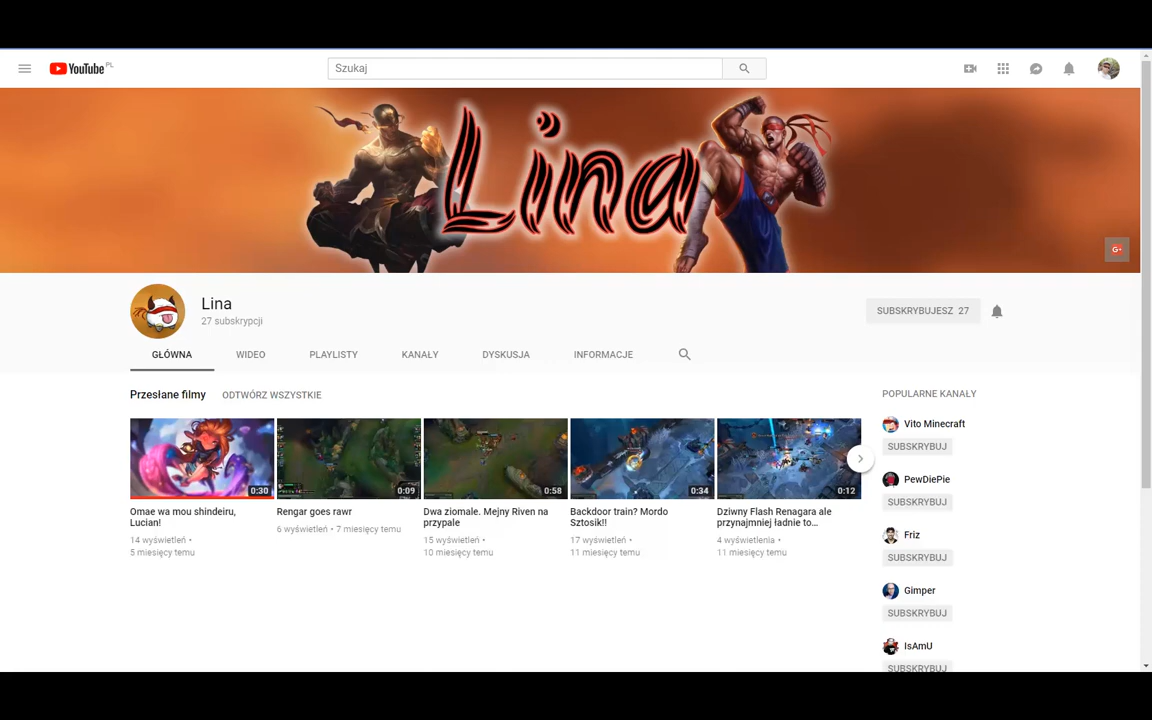 YouTube PL
Szukaj
Lina
G+
Lina
27 subskrypcji
SUBSKRYBUJESZ 27
GŁÓWNA
WIDEO
PLAYLISTY
KANAŁY
DYSKUSJA
INFORMACJE
Przesłane filmy
ODTWÓRZ WSZYSTKIE
0:30
Omae wa mou shindeiru,
Lucian!
14 wyświetleń •
5 miesięcy temu
0:09
Rengar goes rawr
6 wyświetleń • 7 miesięcy temu
0:58
Dwa ziomale. Mejny Riven na
przypale
15 wyświetleń •
10 miesięcy temu
0:34
Backdoor train? Mordo
Sztosik!!
17 wyświetleń •
11 miesięcy temu
0:12
Dziwny Flash Renagara ale
przynajmniej ładnie to...
4 wyświetlenia •
11 miesięcy temu
POPULARNE KANAŁY
Vito Minecraft
SUBSKRYBUJ
PewDiePie
SUBSKRYBUJ
Friz
SUBSKRYBUJ
Gimper
SUBSKRYBUJ
IsAmU
SUBSKRYBUJ